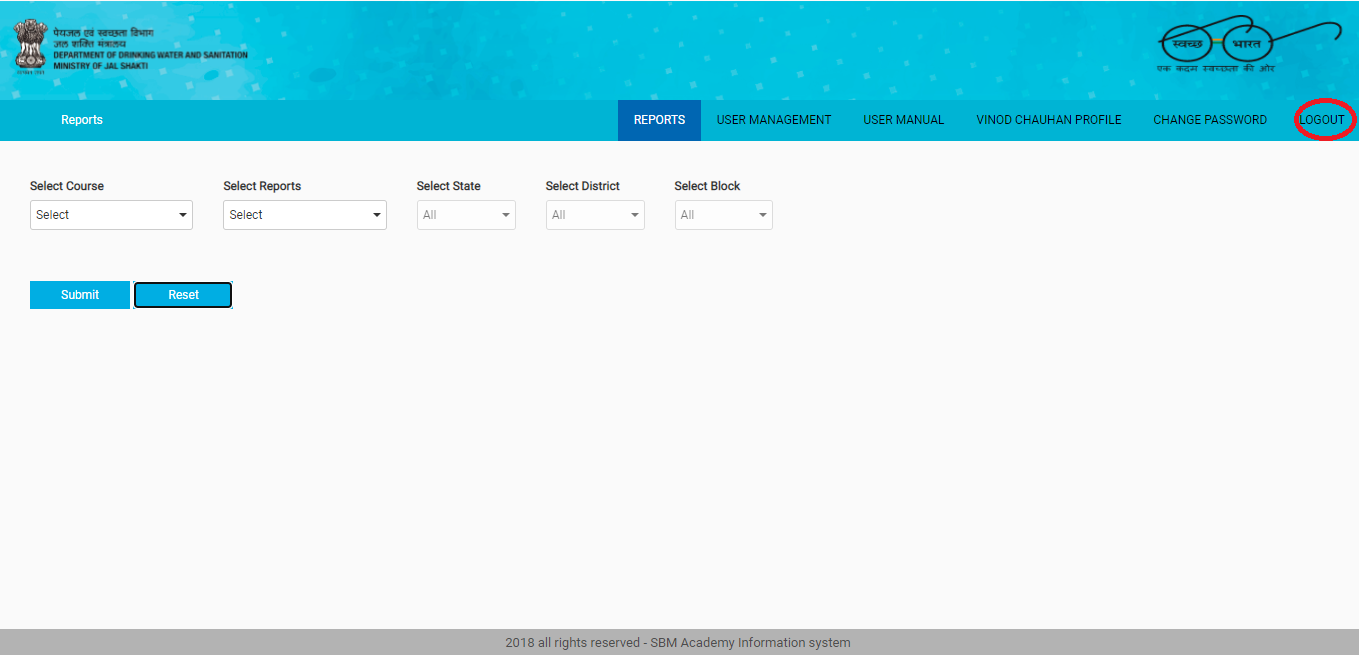 पेयजल एवं स्वच्छता विभाग
जल शक्ति मंत्रालय
DEPARTMENT OF DRINKING WATER AND SANITATION
MINISTRY OF JAL SHAKTI
स्वच्छ भारत
एक कदम स्वच्छता की ओर
Reports REPORTS USER MANAGEMENT USER MANUAL VINOD CHAUHAN PROFILE CHANGE PASSWORD LOGOUT
Select Course Select Reports Select State Select District Select Block
Select Select All All All
Submit Reset
2018 all rights reserved - SBM Academy Information system